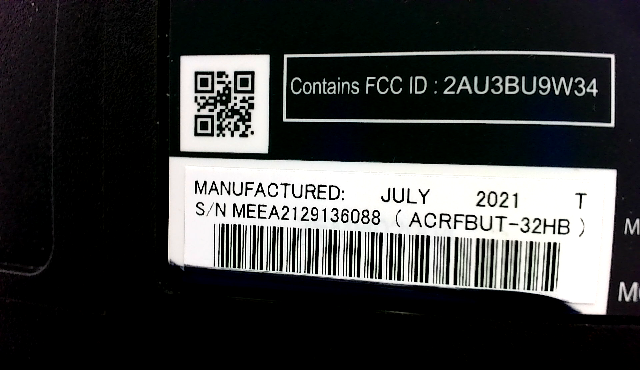 Contains FCC ID : 2AU3BU9W34
MANUFACTURED: JULY 2021 T
S/N MEEA2129136088 ( ACRFBUT-32HB )